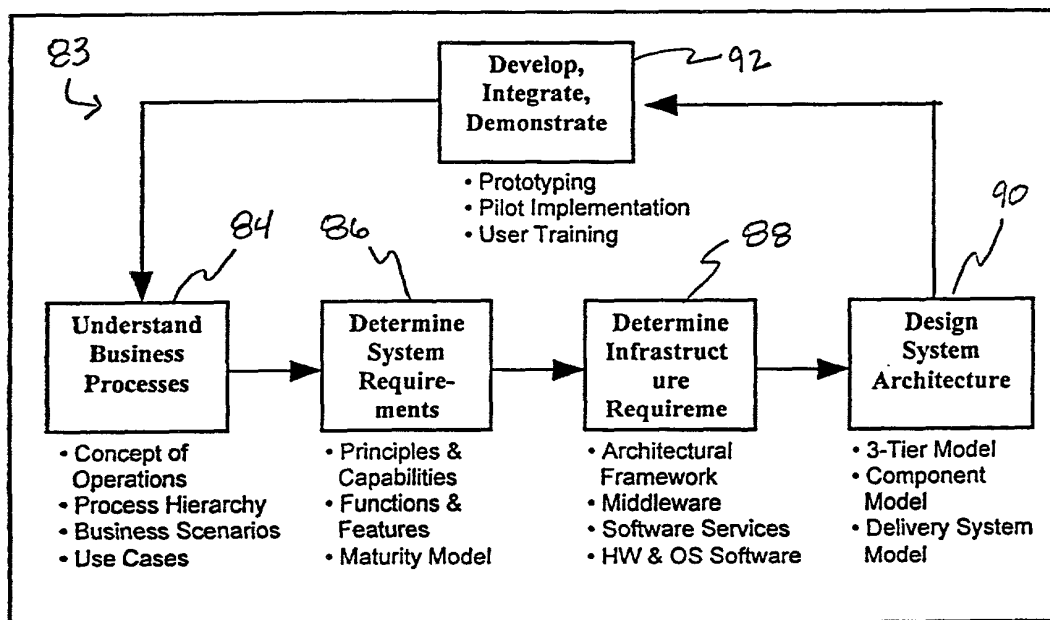 83
Develop,
Integrate,
Demonstrate
92
• Prototyping
• Pilot Implementation
• User Training
84
86
88
90
Understand
Business
Processes
• Concept of
Operations
• Process Hierarchy
• Business Scenarios
• Use Cases
Determine
System
Require-
ments
• Principles &
Capabilities
• Functions &
Features
• Maturity Model
Determine
Infrastruct
ure
Requireme
• Architectural
Framework
• Middleware
• Software Services
• HW & OS Software
Design
System
Architecture
• 3-Tier Model
• Component
Model
• Delivery System
Model